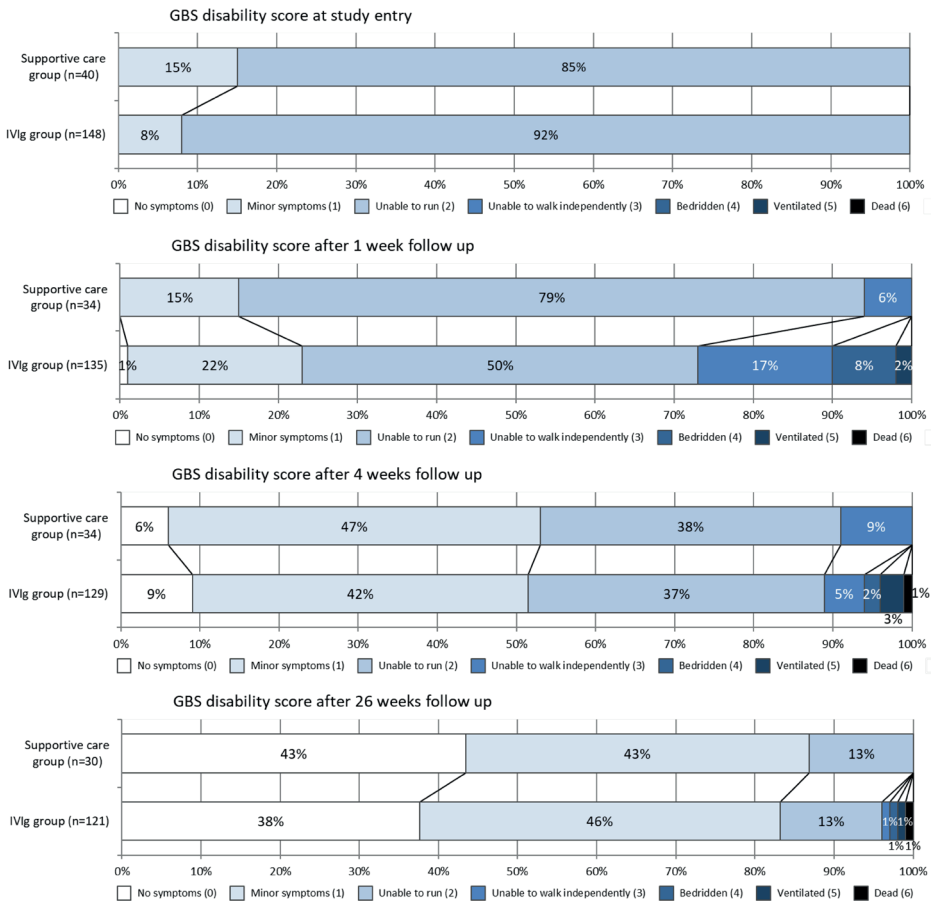 GBS disability score at study entry
Supportive care
group (n=40)
15% 85%
IVIg group (n=148)
8% 92%
0% 10% 20% 30% 40% 50% 60% 70% 80% 90% 100%
No symptoms (0) Minor symptoms (1) Unable to run (2) Unable to walk independently (3) Bedridden (4) Ventilated (5) Dead (6)
GBS disability score after 1 week follow up
Supportive care
group (n=34)
15% 79% 6%
IVIg group (n=135)
1% 22% 50% 17% 8% 2%
0% 10% 20% 30% 40% 50% 60% 70% 80% 90% 100%
No symptoms (0) Minor symptoms (1) Unable to run (2) Unable to walk independently (3) Bedridden (4) Ventilated (5) Dead (6)
GBS disability score after 4 weeks follow up
Supportive care
group (n=34)
6% 47% 38% 9%
IVIg group (n=129)
9% 42% 37% 5% 2% 1%
3%
0% 10% 20% 30% 40% 50% 60% 70% 80% 90% 100%
No symptoms (0) Minor symptoms (1) Unable to run (2) Unable to walk independently (3) Bedridden (4) Ventilated (5) Dead (6)
GBS disability score after 26 weeks follow up
Supportive care
group (n=30)
43% 43% 13%
IVIg group (n=121)
38% 46% 13% 1% 1%
1% 1%
0% 10% 20% 30% 40% 50% 60% 70% 80% 90% 100%
No symptoms (0) Minor symptoms (1) Unable to run (2) Unable to walk independently (3) Bedridden (4) Ventilated (5) Dead (6)